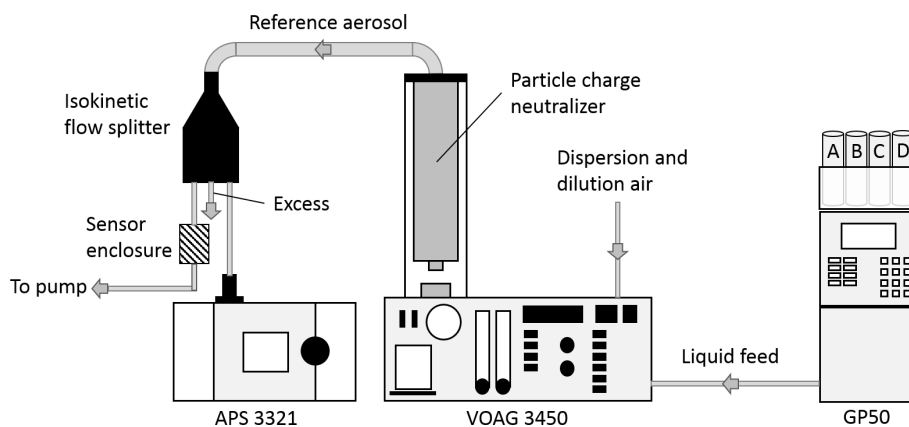 Reference aerosol
Isokinetic
flow splitter
Particle charge
neutralizer
A B C D
Dispersion and
dilution air
Excess
Sensor
enclosure
To pump
Liquid feed
APS 3321
VOAG 3450
GP50